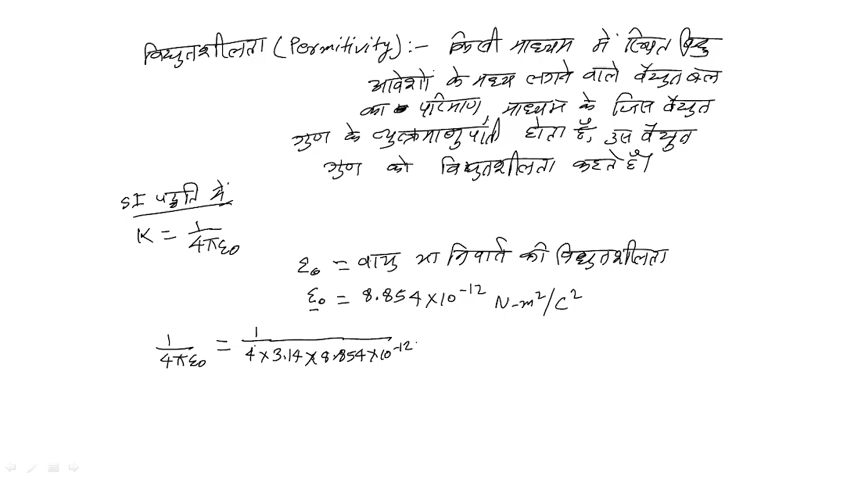 विद्युतशीलता (Permitivity) :- किसी माध्यम में स्थित बिन्दु
आवेशों के मध्य लगने वाले वैद्युत बल
का परिमाण, माध्यम के जिस वैद्युत
गुण के व्युत्क्रमानुपाती होता है, उस वैद्युत
गुण को विद्युतशीलता कहते हैं।
SI पद्धति में
K = 1/4πε0
ε0 = वायु या निर्वात की विद्युतशीलता
ε0 = 8.854 × 10^-12 N-m²/C²
1/4πε0 = 1/4 × 3.14 × 8.854 × 10^-12